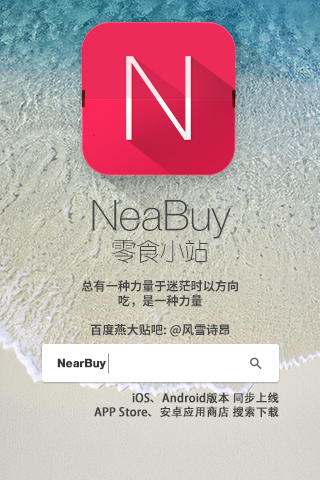 N
NeaBuy
零食小站
总有一种力量于迷茫时以方向
吃，是一种力量
百度燕大贴吧: @风雪诗昂
NearBuy
iOS、Android版本 同步上线
APP Store、安卓应用商店 搜索下载